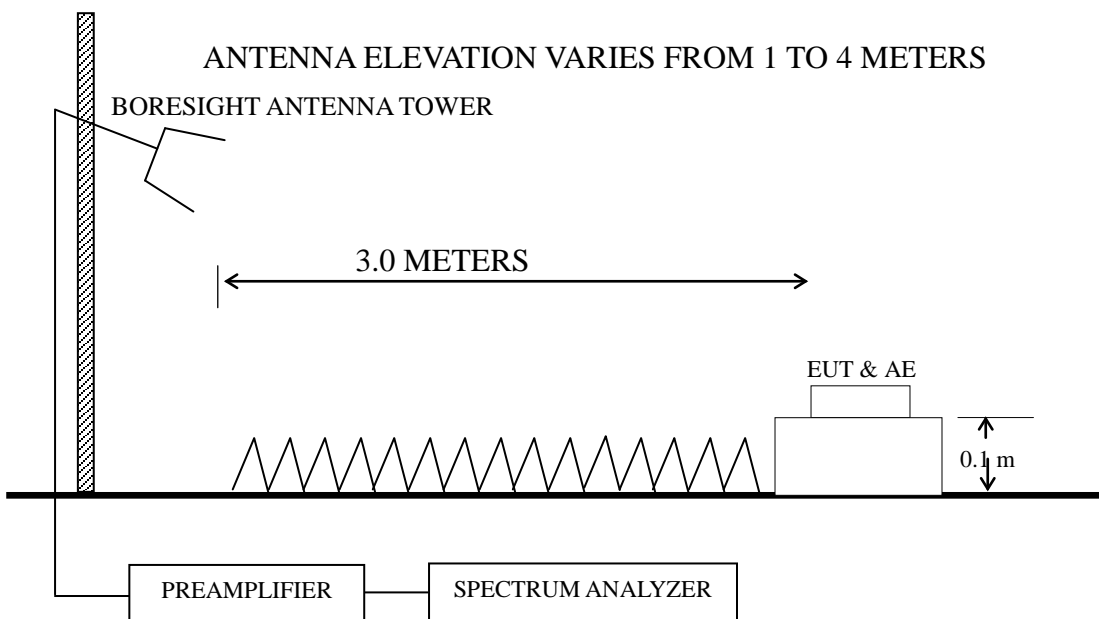 ANTENNA ELEVATION VARIES FROM 1 TO 4 METERS
BORESIGHT ANTENNA TOWER
3.0 METERS
EUT & AE
0.1 m
PREAMPLIFIER
SPECTRUM ANALYZER